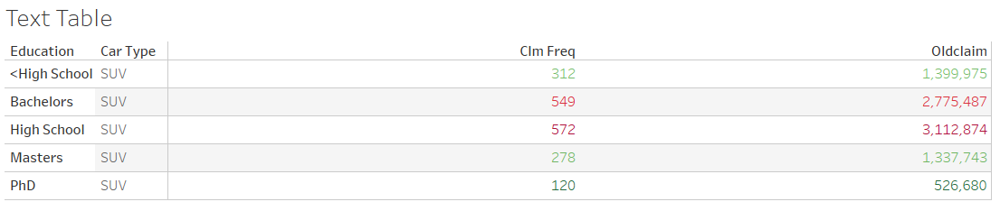 Text Table
Education Car Type Clm Freq Oldclaim
<High School SUV 312 1,399,975
Bachelors SUV 549 2,775,487
High School SUV 572 3,112,874
Masters SUV 278 1,337,743
PhD SUV 120 526,680